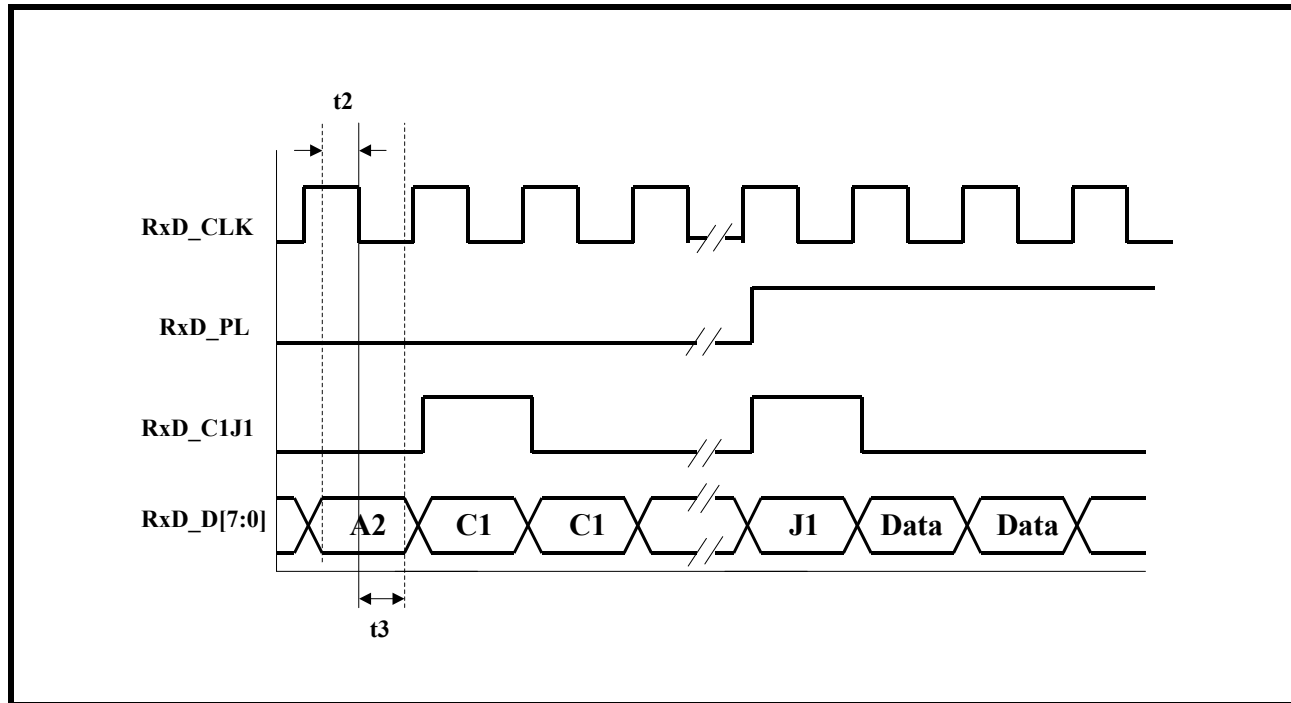 t2
RxD_CLK
RxD_PL
RxD_C1J1
RxD_D[7:0] A2 C1 C1 J1 Data Data
t3